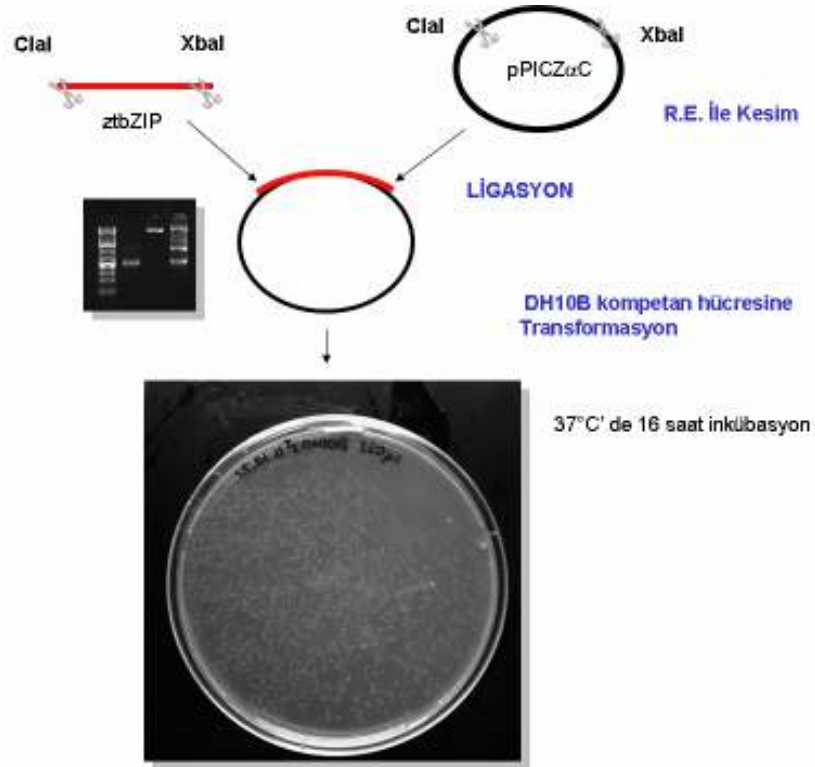 ClaI XbaI
ztbZIP
ClaI XbaI
pPICZαC
R.E. İle Kesim
LİGASYON
DH10B kompetan hücresine
Transformasyon
37°C' de 16 saat inkübasyon